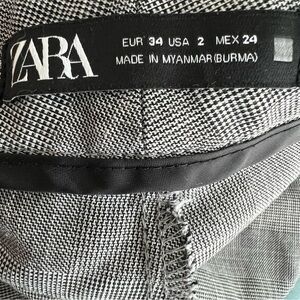 ZARA
EUR 34 USA 2 MEX 24
MADE IN MYANMAR(BURMA)